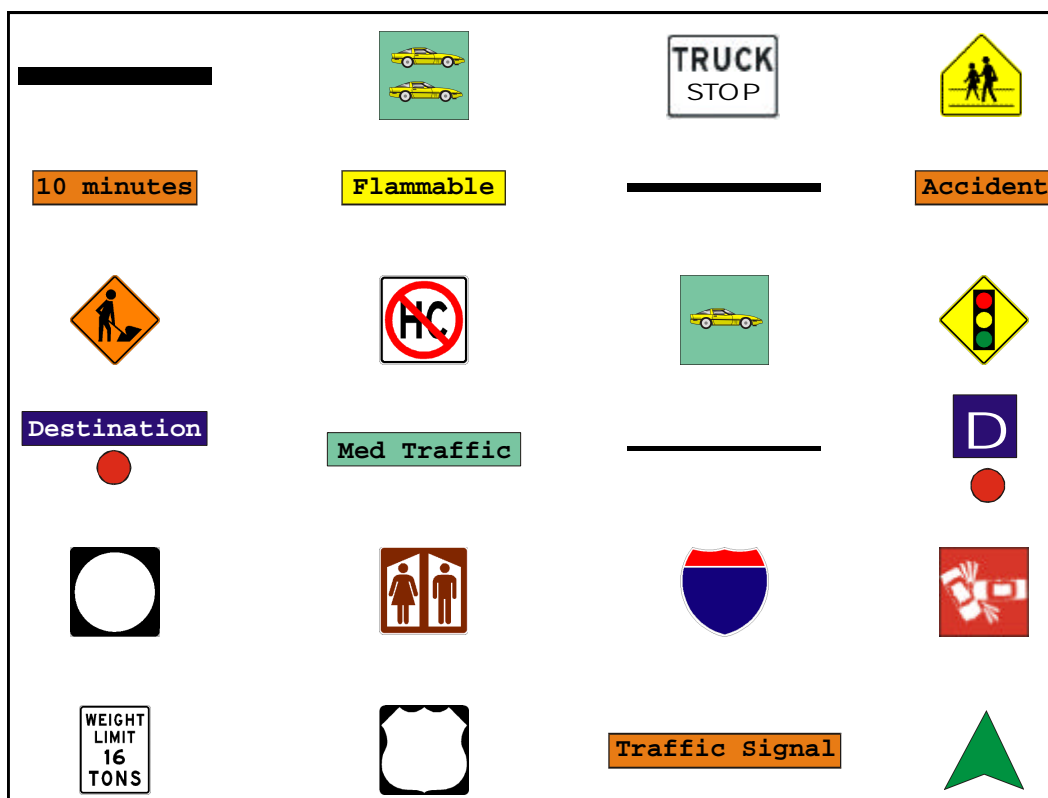 TRUCK
STOP
10 minutes
Flammable
Accident
HC
Destination
Med Traffic
D
WEIGHT
LIMIT
16
TONS
Traffic Signal